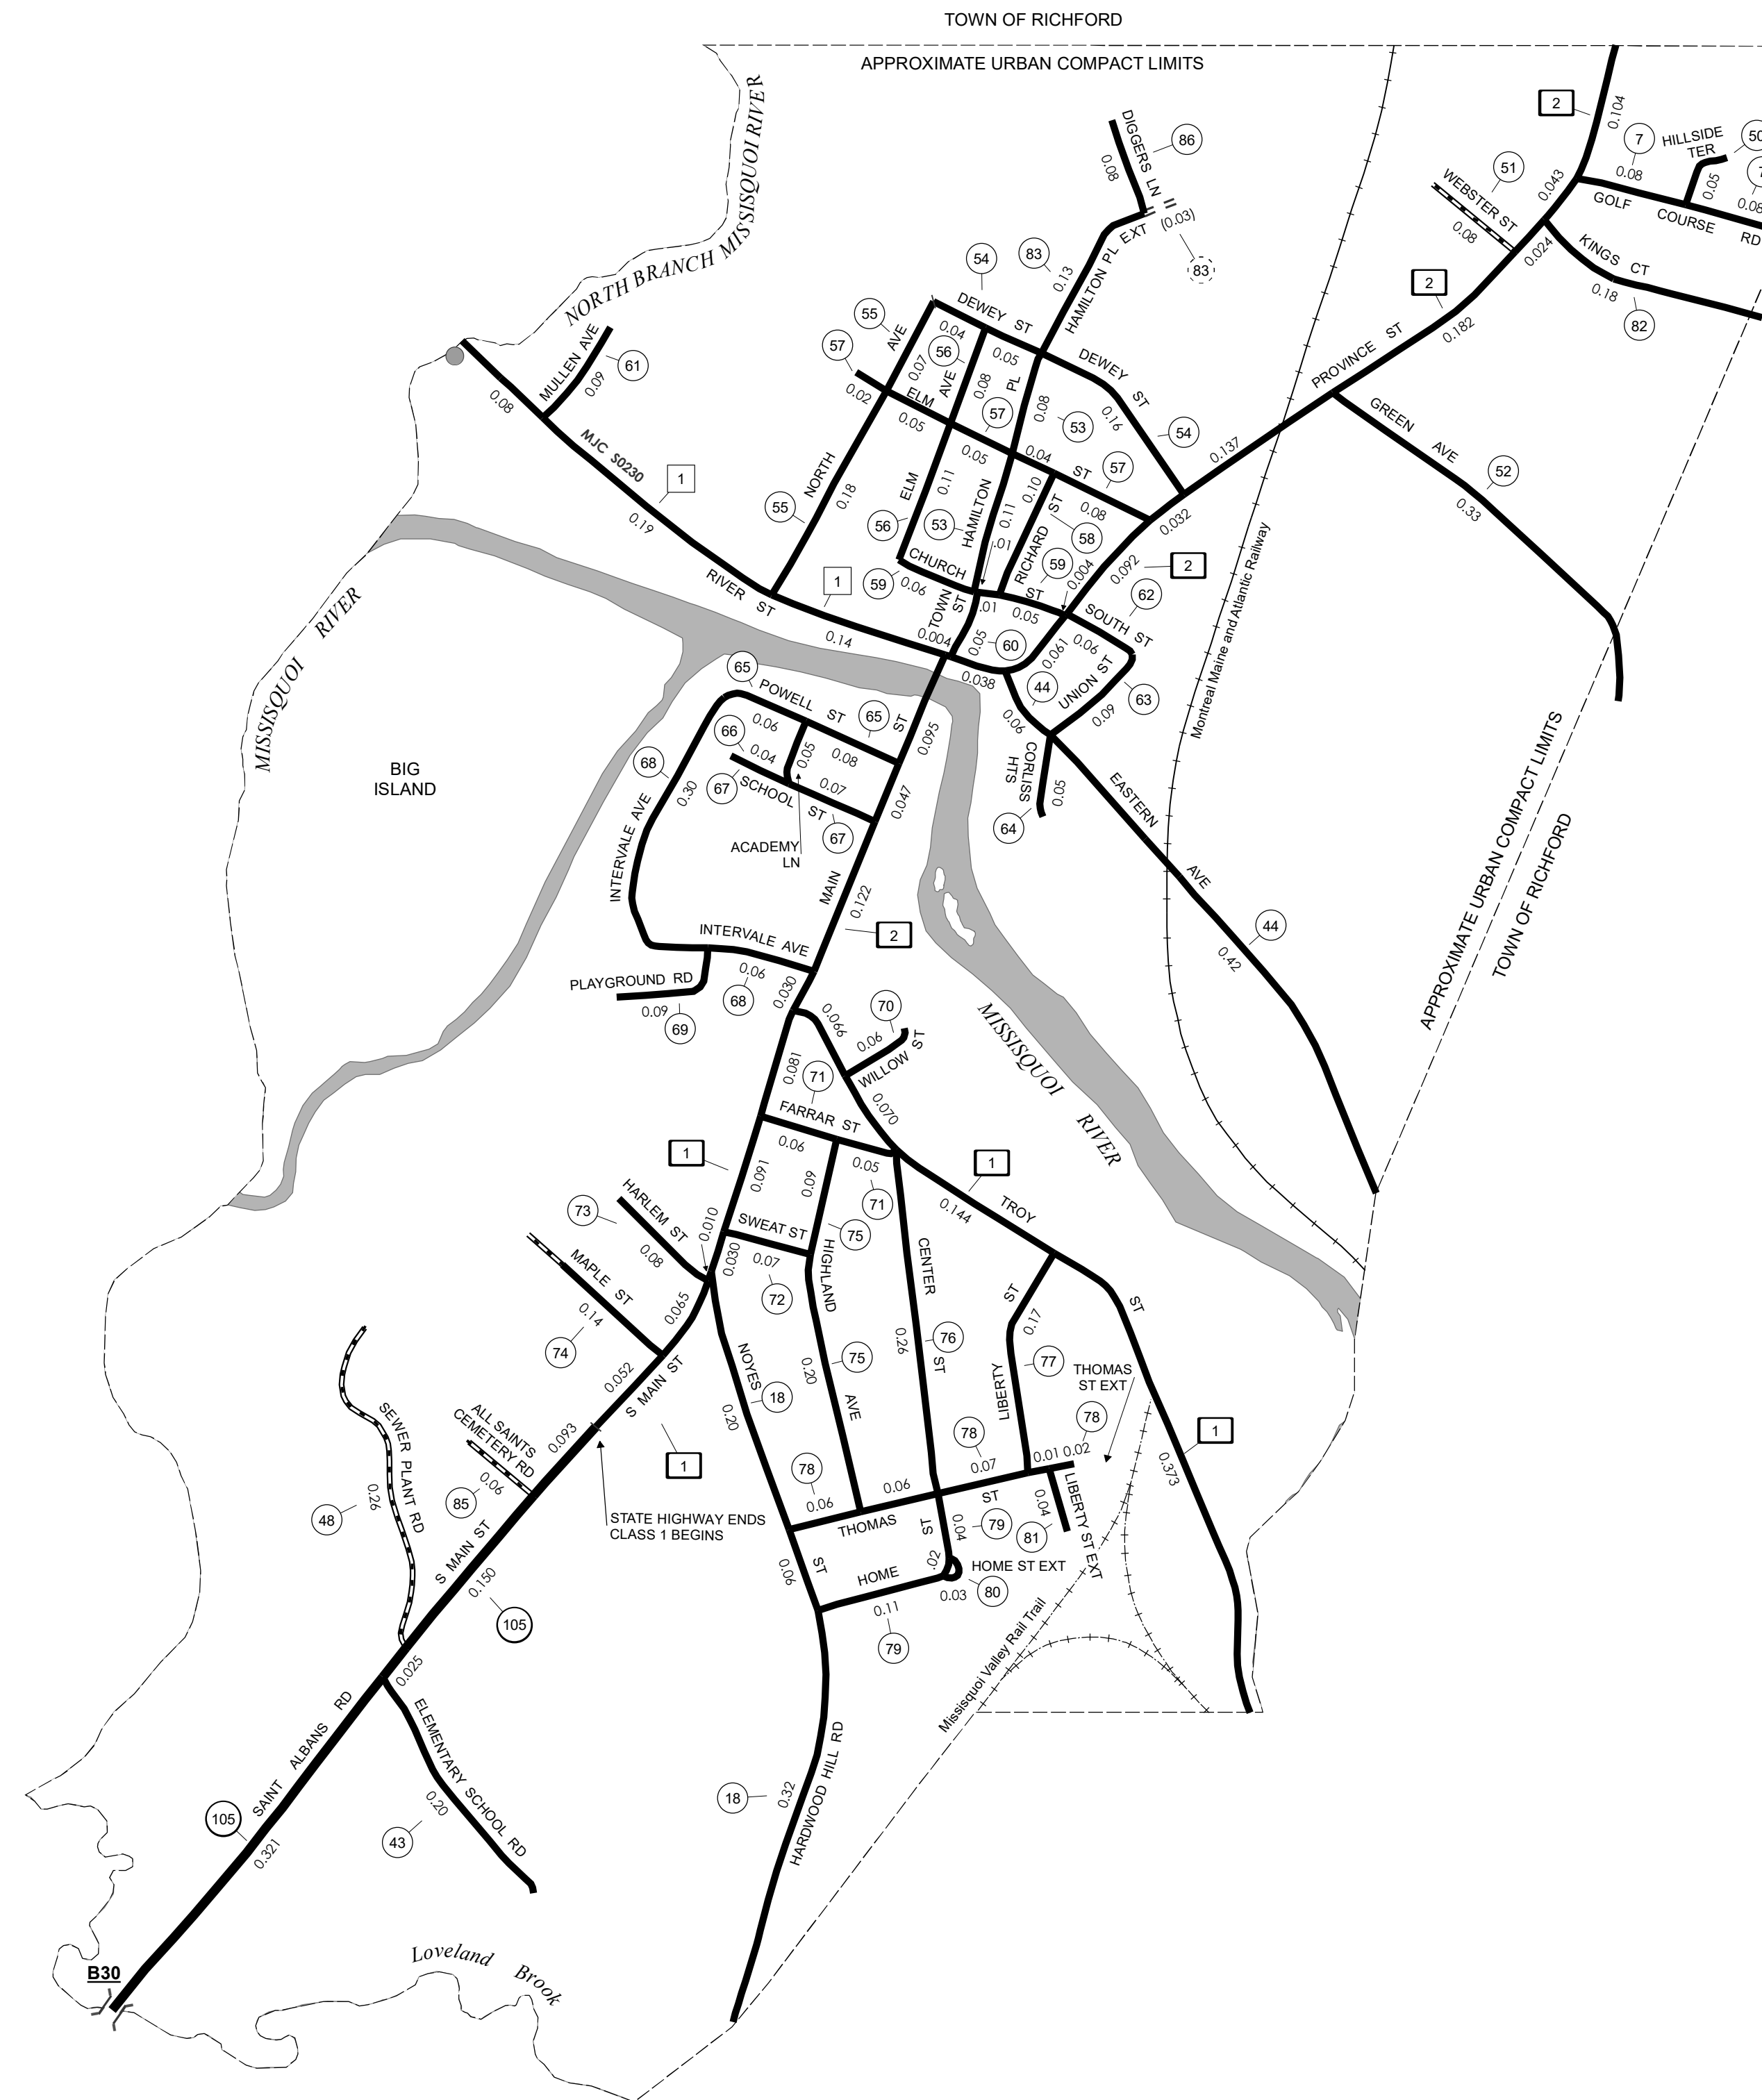 TOWN OF RICHFORD
APPROXIMATE URBAN COMPACT LIMITS
NORTH BRANCH MISSISQUOI RIVER
DIGGERS LN
86
0.08
(0.03)
83
HAMILTON PL EXT
83
0.13
2
0.104
7
0.08
HILLSIDE
TER
0.05
51
WEBSTER ST
0.08
0.043
GOLF COURSE RD
0.08
0.024
KINGS CT
0.18
82
2
0.182
PROVINCE ST
0.137
GREEN AVE
52
0.33
54
DEWEY ST
0.04
0.05
DEWEY ST
0.16
54
55
NORTH AVE
0.07
57
0.02
56
ELM AVE
0.08
57
ELM ST
0.05
0.05
0.04
57
0.08
HAMILTON PL
0.08
53
0.11
56
0.18
55
53
0.11
.01
0.10
RICHARD ST
58
59
0.004
0.032
0.092
2
62
SOUTH ST
0.06
CHURCH ST
59
0.06
.01
0.05
TOWN ST
0.05
60
0.004
0.061
0.038
UNION ST
63
0.09
44
0.06
CORLISS
HTS
0.05
64
EASTERN AVE
44
0.42
Montreal Maine and Atlantic Railway
MULLEN AVE
61
0.09
0.08
MJC S0230
1
0.19
RIVER ST
1
0.14
MISSISQUOI RIVER
BIG
ISLAND
65
POWELL ST
65
0.06
0.08
66
0.04
0.05
67
SCHOOL ST
0.07
67
ACADEMY
LN
68
0.30
INTERVALE AVE
0.095
0.047
MAIN ST
0.122
2
INTERVALE AVE
0.06
68
PLAYGROUND RD
0.09
69
0.030
0.066
70
0.06
WILLOW ST
MISSISQUOI RIVER
APPROXIMATE URBAN COMPACT LIMITS
TOWN OF RICHFORD
0.081
71
0.070
FARRAR ST
0.06
0.05
71
1
0.091
0.09
1
TROY ST
0.144
73
HARLEM ST
0.08
0.010
SWEAT ST
0.07
72
0.030
75
HIGHLAND AVE
75
0.20
CENTER ST
76
0.26
LIBERTY ST
0.17
77
THOMAS
ST EXT
78
1
0.373
MAPLE ST
0.14
74
0.065
0.052
S MAIN ST
1
NOYES ST
18
0.20
78
0.06
0.06
THOMAS ST
78
0.07
0.01
0.02
0.04
81
LIBERTY ST EXT
0.04
79
HOME ST
.02
HOME ST EXT
0.03
80
0.11
79
0.06
SEWER PLANT RD
48
0.26
ALL SAINTS
CEMETERY RD
0.06
85
0.093
STATE HIGHWAY ENDS
CLASS 1 BEGINS
S MAIN ST
0.150
105
0.025
SAINT ALBANS RD
105
0.321
ELEMENTARY SCHOOL RD
0.20
43
HARDWOOD HILL RD
18
0.32
Missisquoi Valley Rail Trail
B30
Loveland Brook